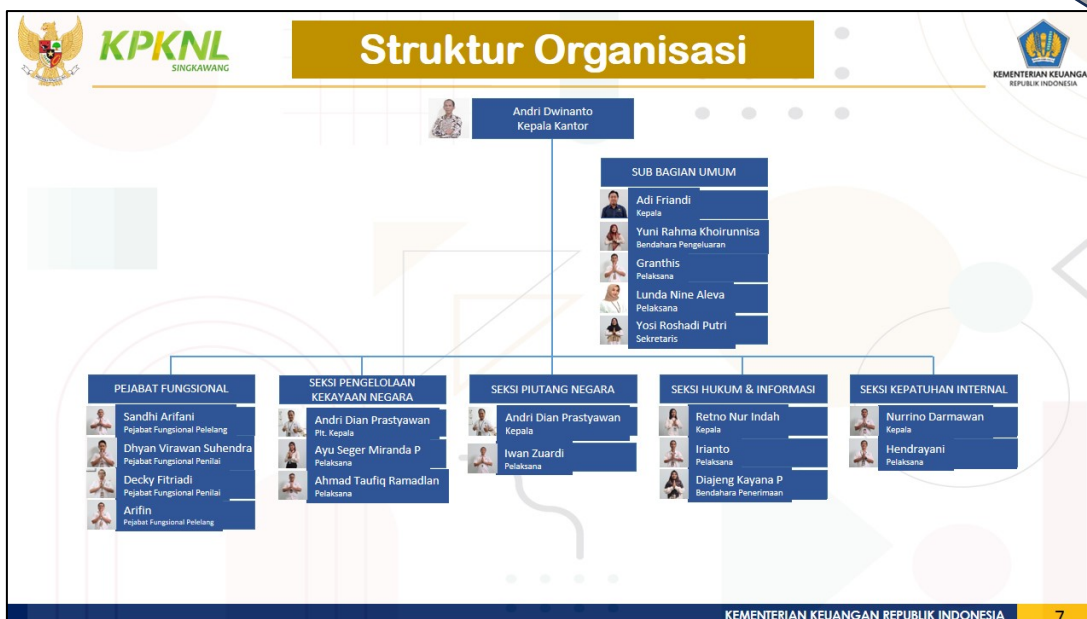 KPKNL
SINGKAWANG
Struktur Organisasi
KEMENTERIAN KEUANGA
REPUBLIK INDONESIA
Andri Dwinanto
Kepala Kantor
SUB BAGIAN UMUM
Adi Friandi
Kepala
Yuni Rahma Khoirunnisa
Bendahara Pengeluaran
Granthis
Pelaksana
Lunda Nine Aleva
Pelaksana
Yosi Roshadi Putri
Sekretaris
PEJABAT FUNGSIONAL
Sandhi Arifani
Pejabat Fungsional Pelelang
Dhyan Virawan Suhendra
Pejabat Fungsional Penilai
Decky Fitriadi
Pejabat Fungsional Penilai
Arifin
Pejabat Fungsional Pelelang
SEKSI PENGELOLAAN
KEKAYAAN NEGARA
Andri Dian Prastyawan
Plt. Kepala
Ayu Seger Miranda P
Pelaksana
Ahmad Taufiq Ramadlan
Pelaksana
SEKSI PIUTANG NEGARA
Andri Dian Prastyawan
Kepala
Iwan Zuardi
Pelaksana
SEKSI HUKUM & INFORMASI
Retno Nur Indah
Kepala
Irianto
Pelaksana
Diajeng Kayana P
Bendahara Penerimaan
SEKSI KEPATUHAN INTERNAL
Nurrino Darmawan
Kepala
Hendrayani
Pelaksana
KEMENTERIAN KEUANGAN REPUBLIK INDONESIA
7